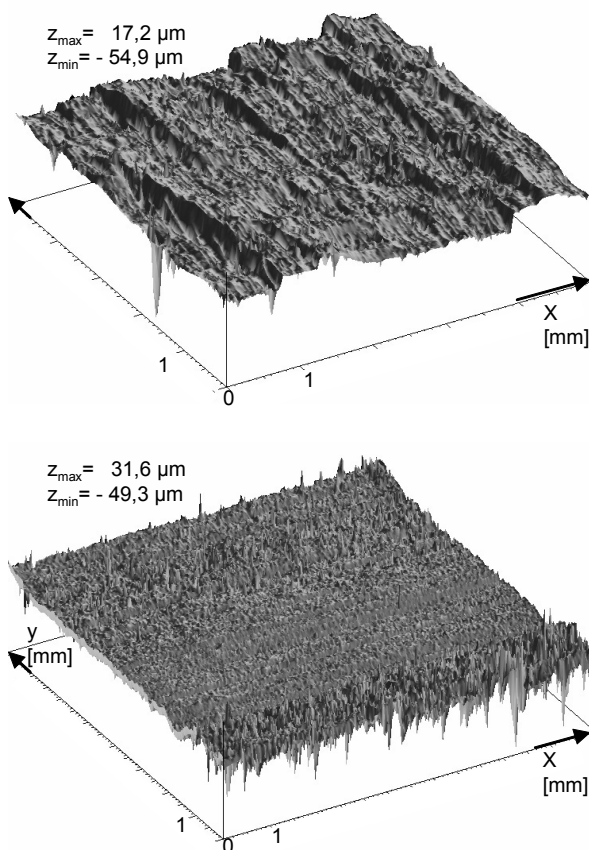 zmax= 17,2 µm
zmin= - 54,9 µm
X
[mm]
1
1
0
zmax= 31,6 µm
zmin= - 49,3 µm
y
[mm]
X
[mm]
1
1
0